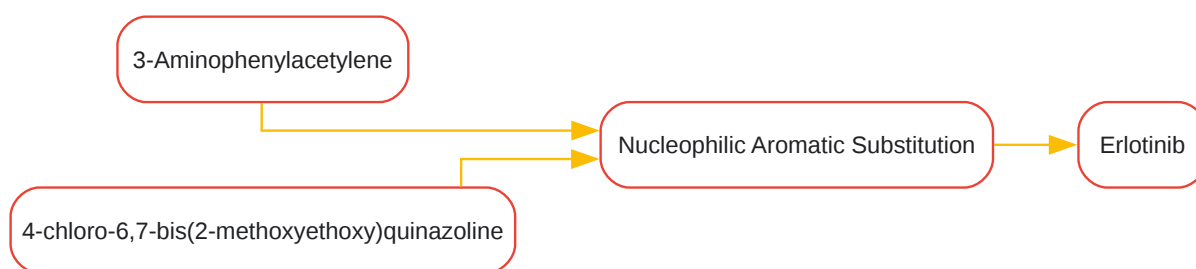 3-Aminophenylacetylene
Nucleophilic Aromatic Substitution
Erlotinib
4-chloro-6,7-bis(2-methoxyethoxy)quinazoline